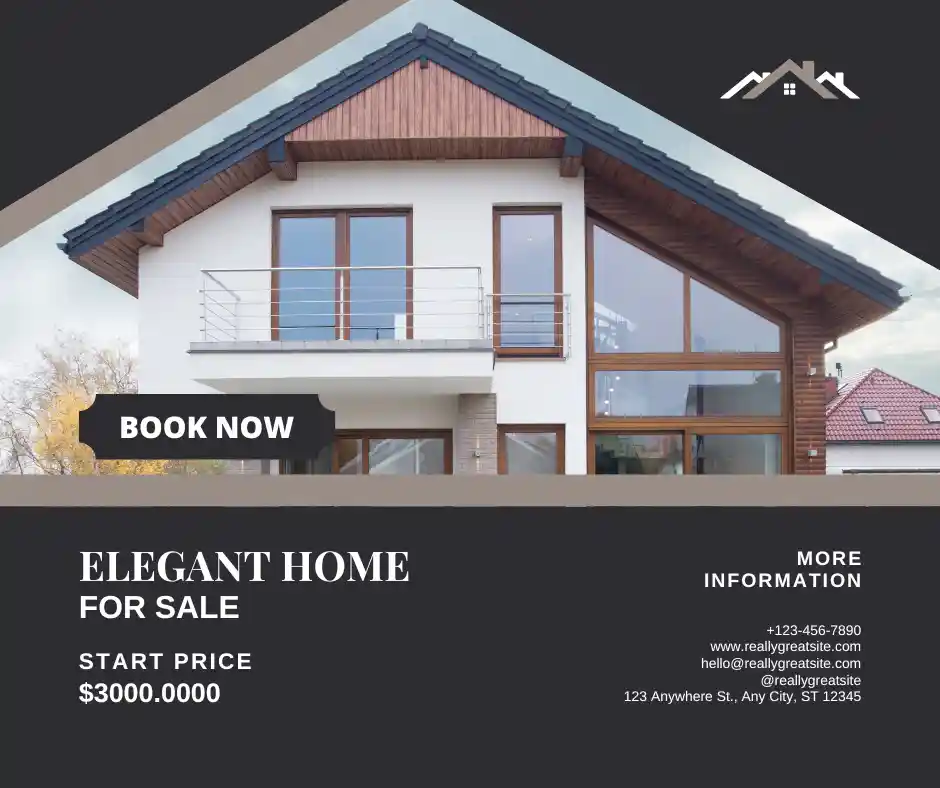 BOOK NOW
ELEGANT HOME
FOR SALE
START PRICE
$3000.0000
MORE
INFORMATION
+123-456-7890
www.reallygreatsite.com
hello@reallygreatsite.com
@reallygreatsite
123 Anywhere St., Any City, ST 12345